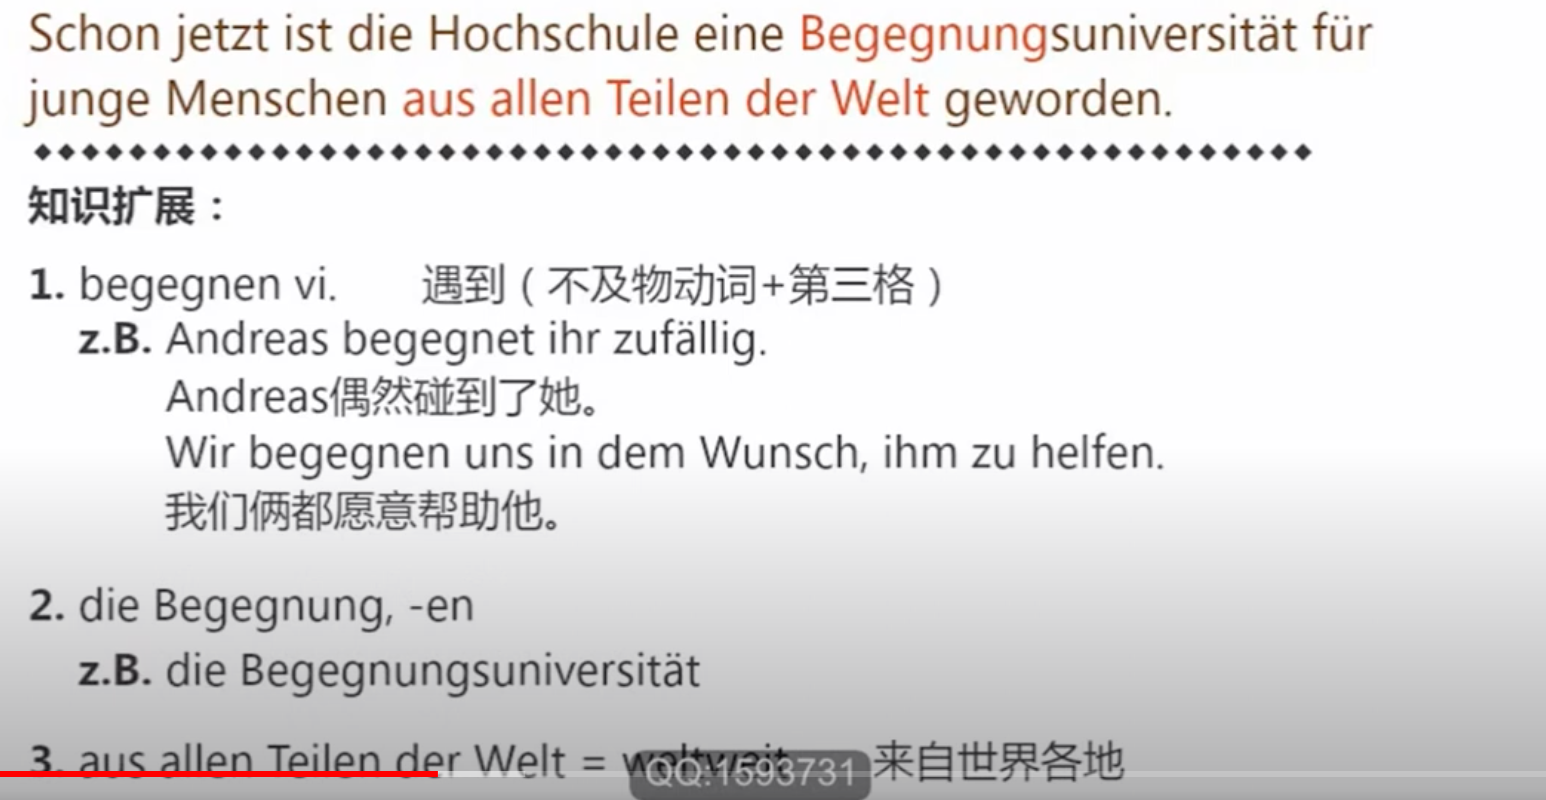 Schon jetzt ist die Hochschule eine Begegnungsuniversität für
junge Menschen aus allen Teilen der Welt geworden.
知识扩展：
1. begegnen vi. 遇到（不及物动词+第三格）
z.B. Andreas begegnet ihr zufällig.
Andreas偶然碰到了她。
Wir begegnen uns in dem Wunsch, ihm zu helfen.
我们俩都愿意帮助他。
2. die Begegnung, -en
z.B. die Begegnungsuniversität
3. aus allen Teilen der Welt = weltweit 来自世界各地
QQ:1593731